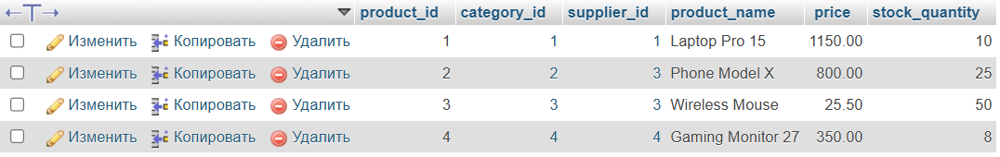 product_id category_id supplier_id product_name price stock_quantity
Изменить Копировать Удалить 1 1 1 Laptop Pro 15 1150.00 10
Изменить Копировать Удалить 2 2 3 Phone Model X 800.00 25
Изменить Копировать Удалить 3 3 3 Wireless Mouse 25.50 50
Изменить Копировать Удалить 4 4 4 Gaming Monitor 27 350.00 8